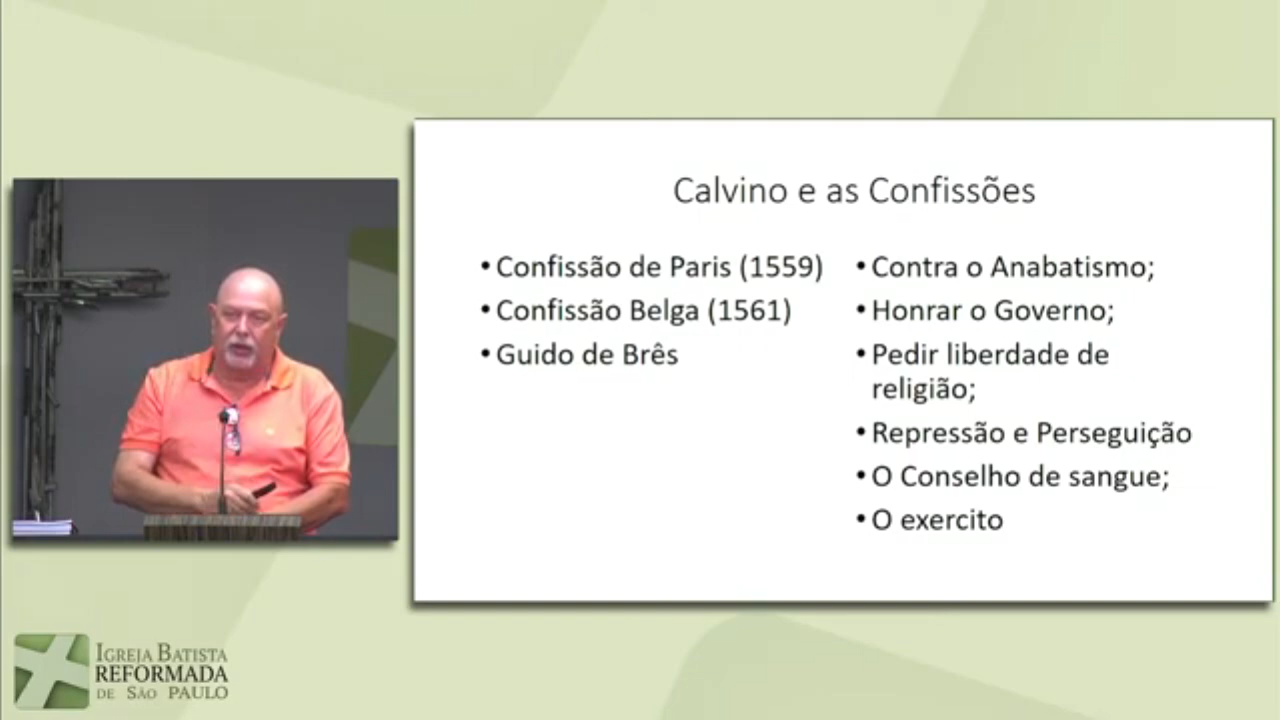 Calvino e as Confissões
• Confissão de Paris (1559)
• Confissão Belga (1561)
• Guido de Brês
• Contra o Anabatismo;
• Honrar o Governo;
• Pedir liberdade de
religião;
• Repressão e Perseguição
• O Conselho de sangue;
• O exercito
IGREJA BATISTA
REFORMADA
DE SÃO PAULO